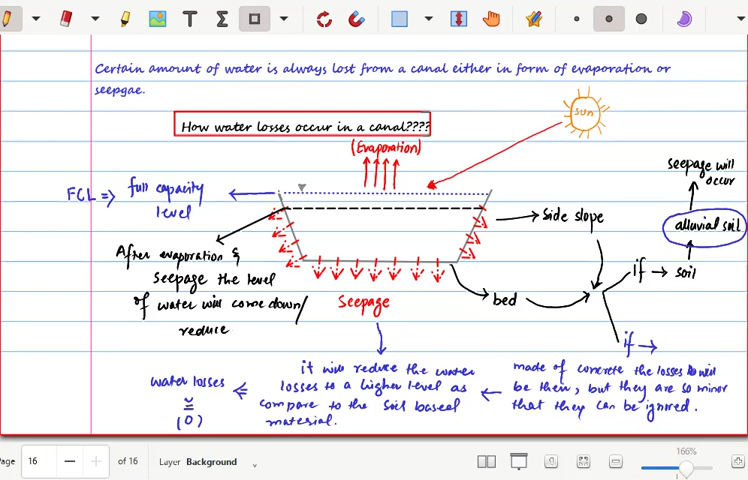 Certain amount of water is always lost from a canal either in form of evaporation or
seepgae.
How water losses occur in a canal????
(Evaporation)
sun
seepage will
occur
FCL => full capacity
level
side slope
alluvial soil
After evaporation &
seepage the level
of water will come down/
reduce
if → soil
bed
Seepage
if →
it will reduce the water
losses to a higher level as
compare to the soil based
material.
made of concrete the losses will
be then, but they are so minor
that they can be ignored.
water losses
(0)
Page 16 of 16 Layer Background 166%